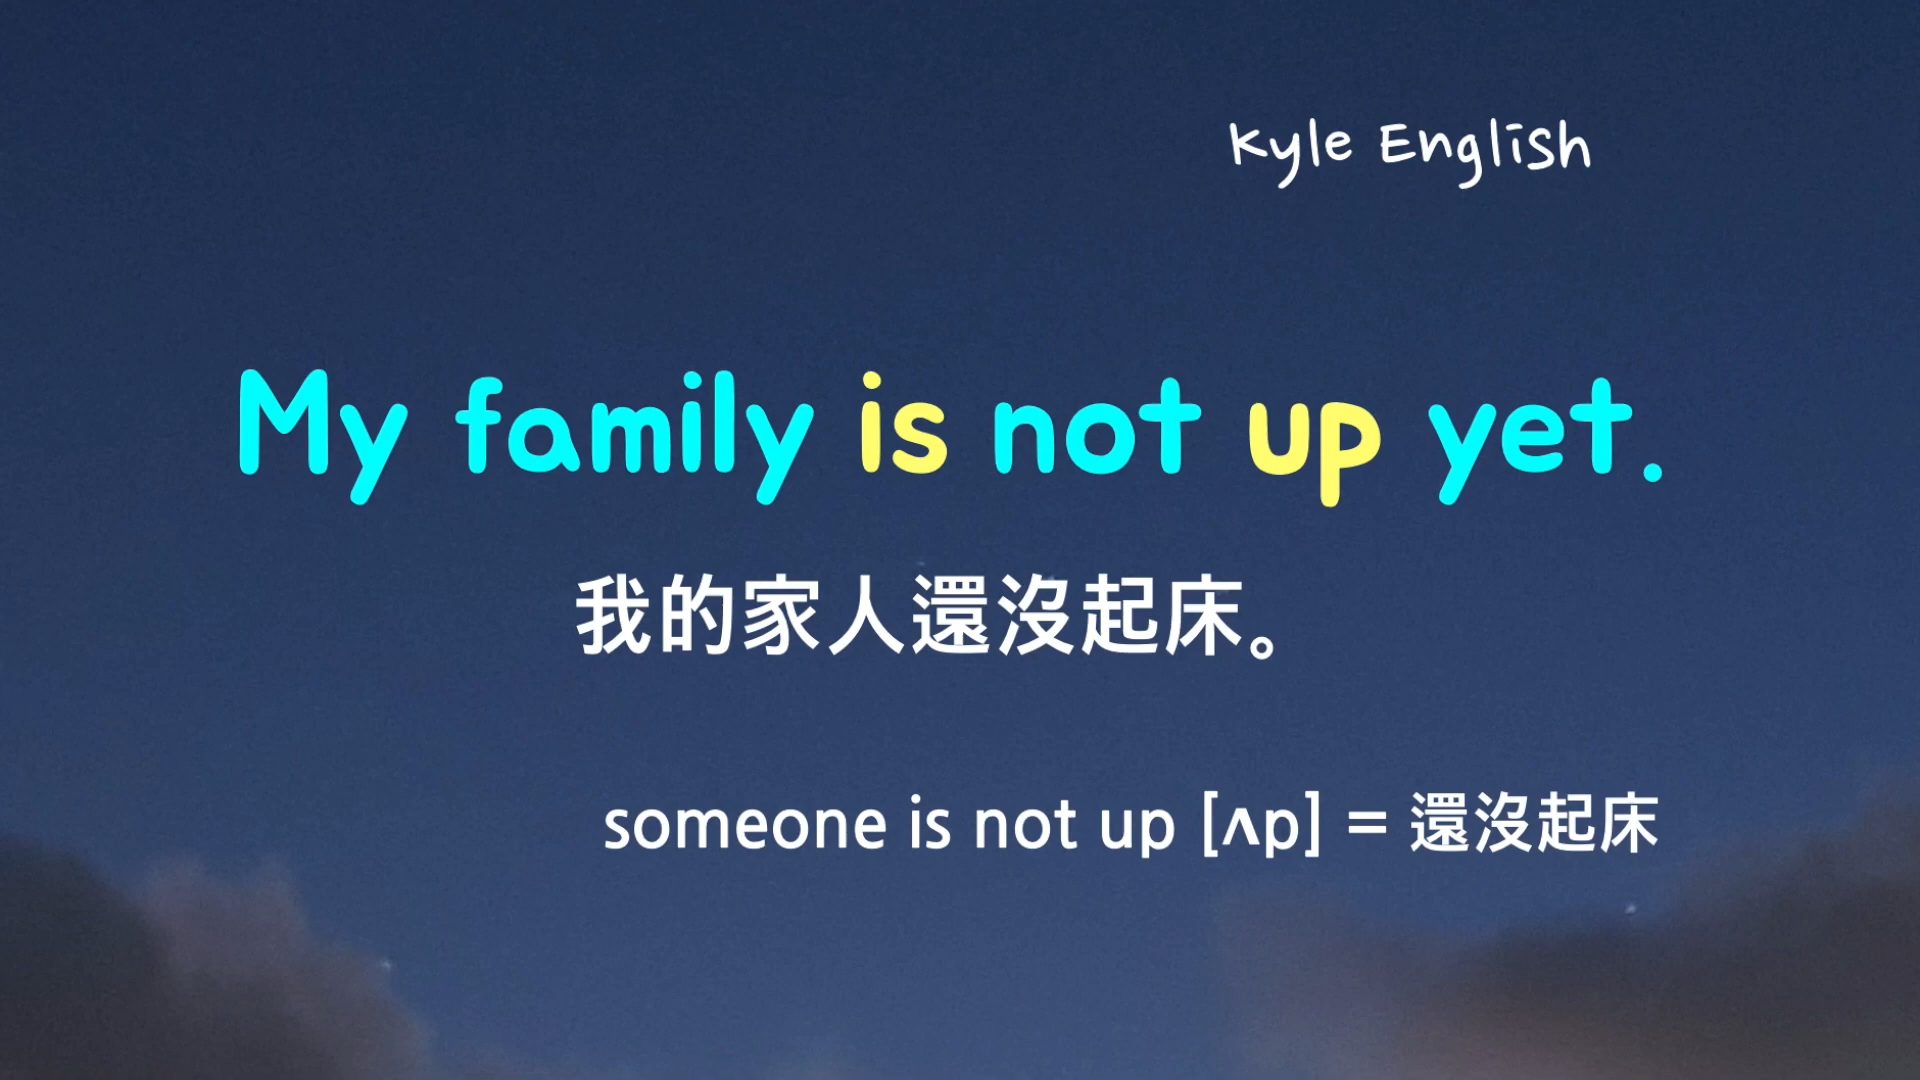 Kyle English
My family is not up yet.
我的家人還沒起床。
someone is not up [ʌp] = 還沒起床